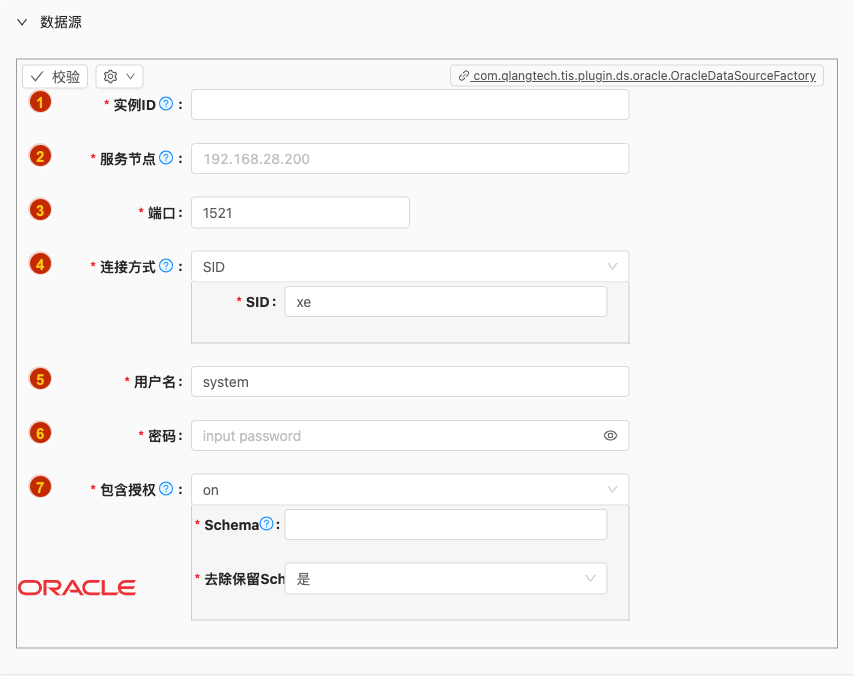 数据源
校验
com.qlangtech.tis.plugin.ds.oracle.OracleDataSourceFactory
1 * 实例ID ? :
2 * 服务节点 ? : 192.168.28.200
3 * 端口 : 1521
4 * 连接方式 ? : SID
* SID : xe
5 * 用户名 : system
6 * 密码 : input password
7 * 包含授权 ? : on
* Schema ? :
* 去除保留Sch 是
ORACLE